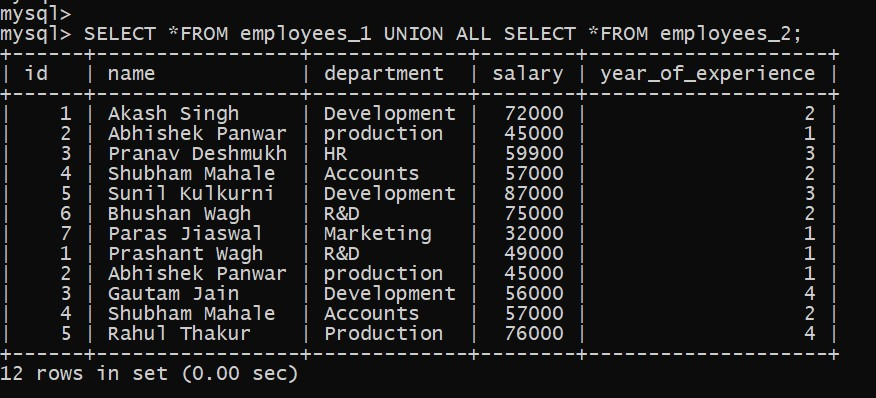 mysql>
mysql> SELECT *FROM employees_1 UNION ALL SELECT *FROM employees_2;
+------+-----------------+-------------+--------+--------------------+
| id   | name            | department  | salary | year_of_experience |
+------+-----------------+-------------+--------+--------------------+
|    1 | Akash Singh     | Development |  72000 |                  2 |
|    2 | Abhishek Panwar | production  |  45000 |                  1 |
|    3 | Pranav Deshmukh | HR          |  59900 |                  3 |
|    4 | Shubham Mahale  | Accounts    |  57000 |                  2 |
|    5 | Sunil Kulkurni  | Development |  87000 |                  3 |
|    6 | Bhushan Wagh    | R&D         |  75000 |                  2 |
|    7 | Paras Jiaswal   | Marketing   |  32000 |                  1 |
|    1 | Prashant Wagh   | R&D         |  49000 |                  1 |
|    2 | Abhishek Panwar | production  |  45000 |                  1 |
|    3 | Gautam Jain     | Development |  56000 |                  4 |
|    4 | Shubham Mahale  | Accounts    |  57000 |                  2 |
|    5 | Rahul Thakur    | Production  |  76000 |                  4 |
+------+-----------------+-------------+--------+--------------------+
12 rows in set (0.00 sec)